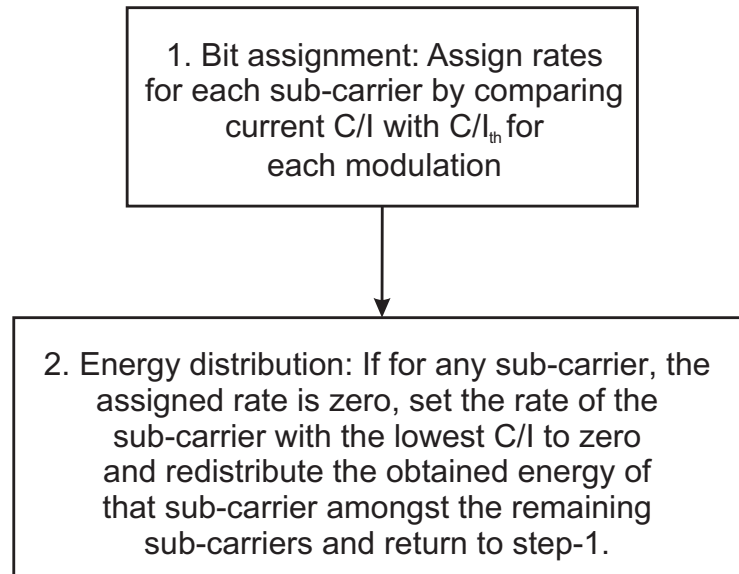 1. Bit assignment: Assign rates
for each sub-carrier by comparing
current C/I with C/Ith for
each modulation
2. Energy distribution: If for any sub-carrier, the
assigned rate is zero, set the rate of the
sub-carrier with the lowest C/I to zero
and redistribute the obtained energy of
that sub-carrier amongst the remaining
sub-carriers and return to step-1.